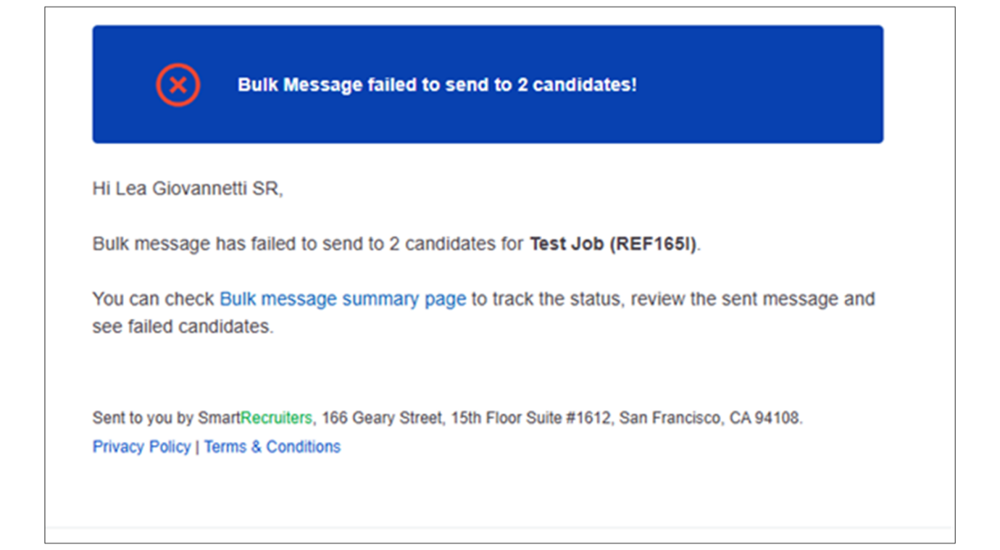 Bulk Message failed to send to 2 candidates!
Hi Lea Giovannetti SR,
Bulk message has failed to send to 2 candidates for Test Job (REF165I).
You can check Bulk message summary page to track the status, review the sent message and
see failed candidates.
Sent to you by SmartRecruiters, 166 Geary Street, 15th Floor Suite #1612, San Francisco, CA 94108.
Privacy Policy | Terms & Conditions